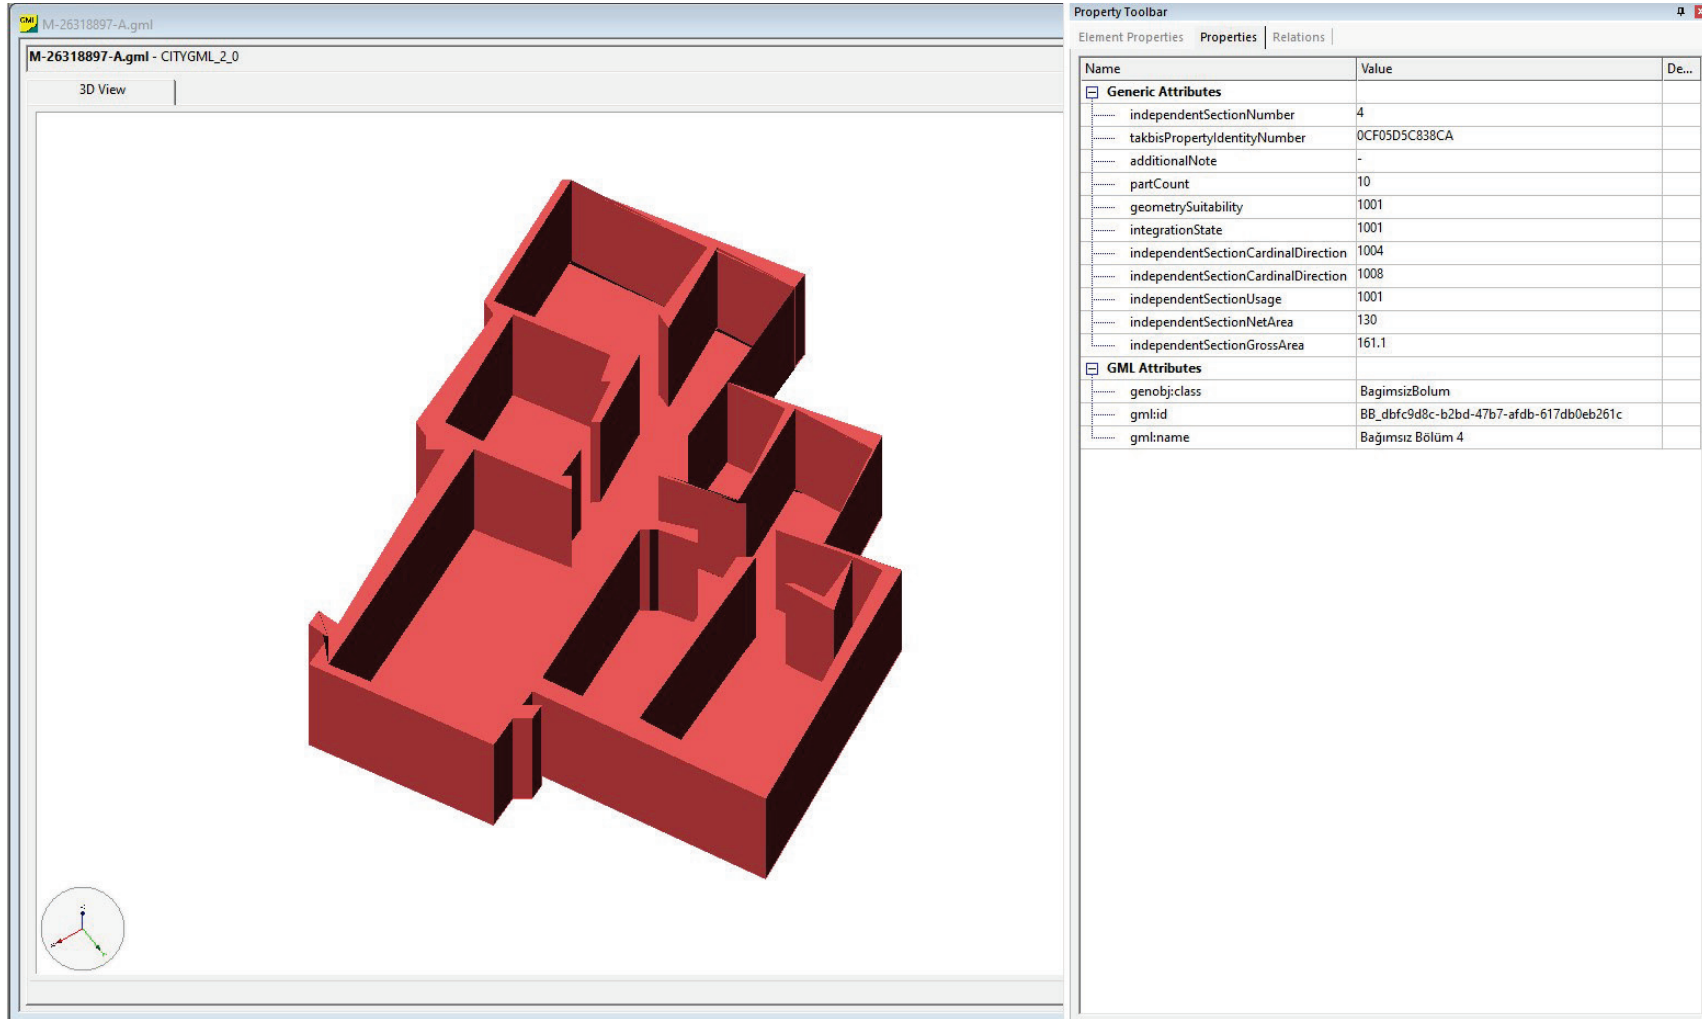 GMI M-26318897-A.gml
M-26318897-A.gml - CITYGML_2_0
3D View
Property Toolbar
Element Properties Properties Relations
Name Value De...
Generic Attributes
independentSectionNumber 4
takbisPropertyIdentityNumber 0CF05D5C838CA
additionalNote -
partCount 10
geometrySuitability 1001
integrationState 1001
independentSectionCardinalDirection 1004
independentSectionCardinalDirection 1008
independentSectionUsage 1001
independentSectionNetArea 130
independentSectionGrossArea 161.1
GML Attributes
genobj:class BagimsizBolum
gml:id BB_dbfc9d8c-b2bd-47b7-afdb-617db0eb261c
gml:name Bağımsız Bölüm 4